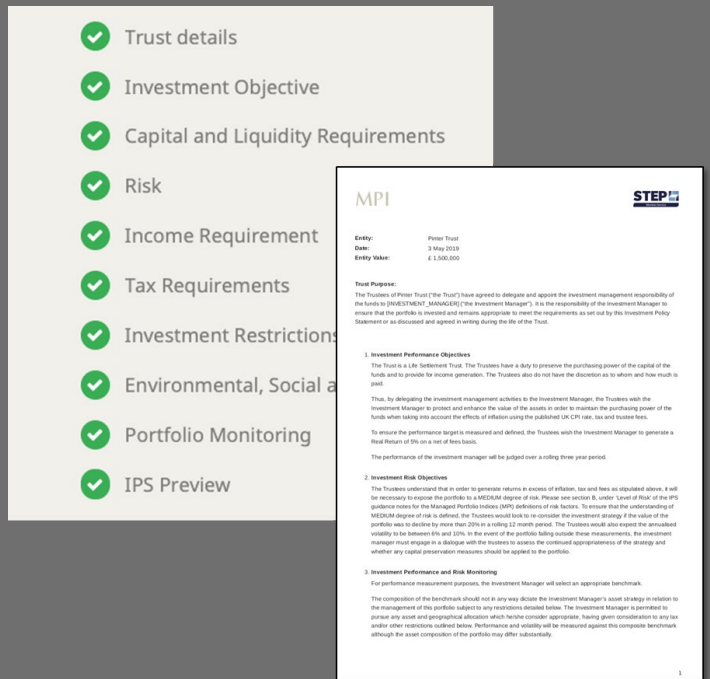 Trust details
Investment Objective
Capital and Liquidity Requirements
Risk
Income Requirement
Tax Requirements
Investment Restrictions
Environmental, Social a
Portfolio Monitoring
IPS Preview
MPI
STEP
Entity: Pinter Trust
Date: 3 May 2019
Entity Value: £ 1,500,000
Trust Purpose:
The Trustees of Pinter Trust ("the Trust") have agreed to delegate and appoint the investment management responsibility of
the funds to [INVESTMENT_MANAGER] ("the Investment Manager"). It is the responsibility of the Investment Manager to
ensure that the portfolio is invested and remains appropriate to meet the requirements as set out by this Investment Policy
Statement or as discussed and agreed in writing during the life of the Trust.
1. Investment Performance Objectives
The Trust is a Life Settlement Trust. The Trustees have a duty to preserve the purchasing power of the capital of the
funds and to provide for income generation. The Trustees also do not have the discretion as to whom and how much is
paid.
Thus, by delegating the investment management activities to the Investment Manager, the Trustees wish the
Investment Manager to protect and enhance the value of the assets in order to maintain the purchasing power of the
funds when taking into account the effects of inflation using the published UK CPI rate, tax and trustee fees.
To ensure the performance target is measured and defined, the Trustees wish the Investment Manager to generate a
Real Return of 5% on a net of fees basis.
The performance of the investment manager will be judged over a rolling three year period.
2. Investment Risk Objectives
The Trustees understand that in order to generate returns in excess of inflation, tax and fees as stipulated above, it will
be necessary to expose the portfolio to a MEDIUM degree of risk. Please see section B, under 'Level of Risk' of the IPS
guidance notes for the Managed Portfolio Indices (MPI) definitions of risk factors. To ensure that the understanding of
MEDIUM degree of risk is defined, the Trustees would look to re-consider the investment strategy if the value of the
portfolio was to decline by more than 20% in a rolling 12 month period. The Trustees would also expect the annualised
volatility to be between 6% and 10%. In the event of the portfolio falling outside these measurements, the investment
manager must engage in a dialogue with the trustees to assess the continued appropriateness of the strategy and
whether any capital preservation measures should be applied to the portfolio.
3. Investment Performance and Risk Monitoring
For performance measurement purposes, the Investment Manager will select an appropriate benchmark.
The composition of the benchmark should not in any way dictate the Investment Manager's asset strategy in relation to
the management of this portfolio subject to any restrictions detailed below. The Investment Manager is permitted to
pursue any asset and geographical allocation which he/she consider appropriate, having given consideration to any tax
and/or other restrictions outlined below. Performance and volatility will be measured against this composite benchmark
although the asset composition of the portfolio may differ substantially.
1